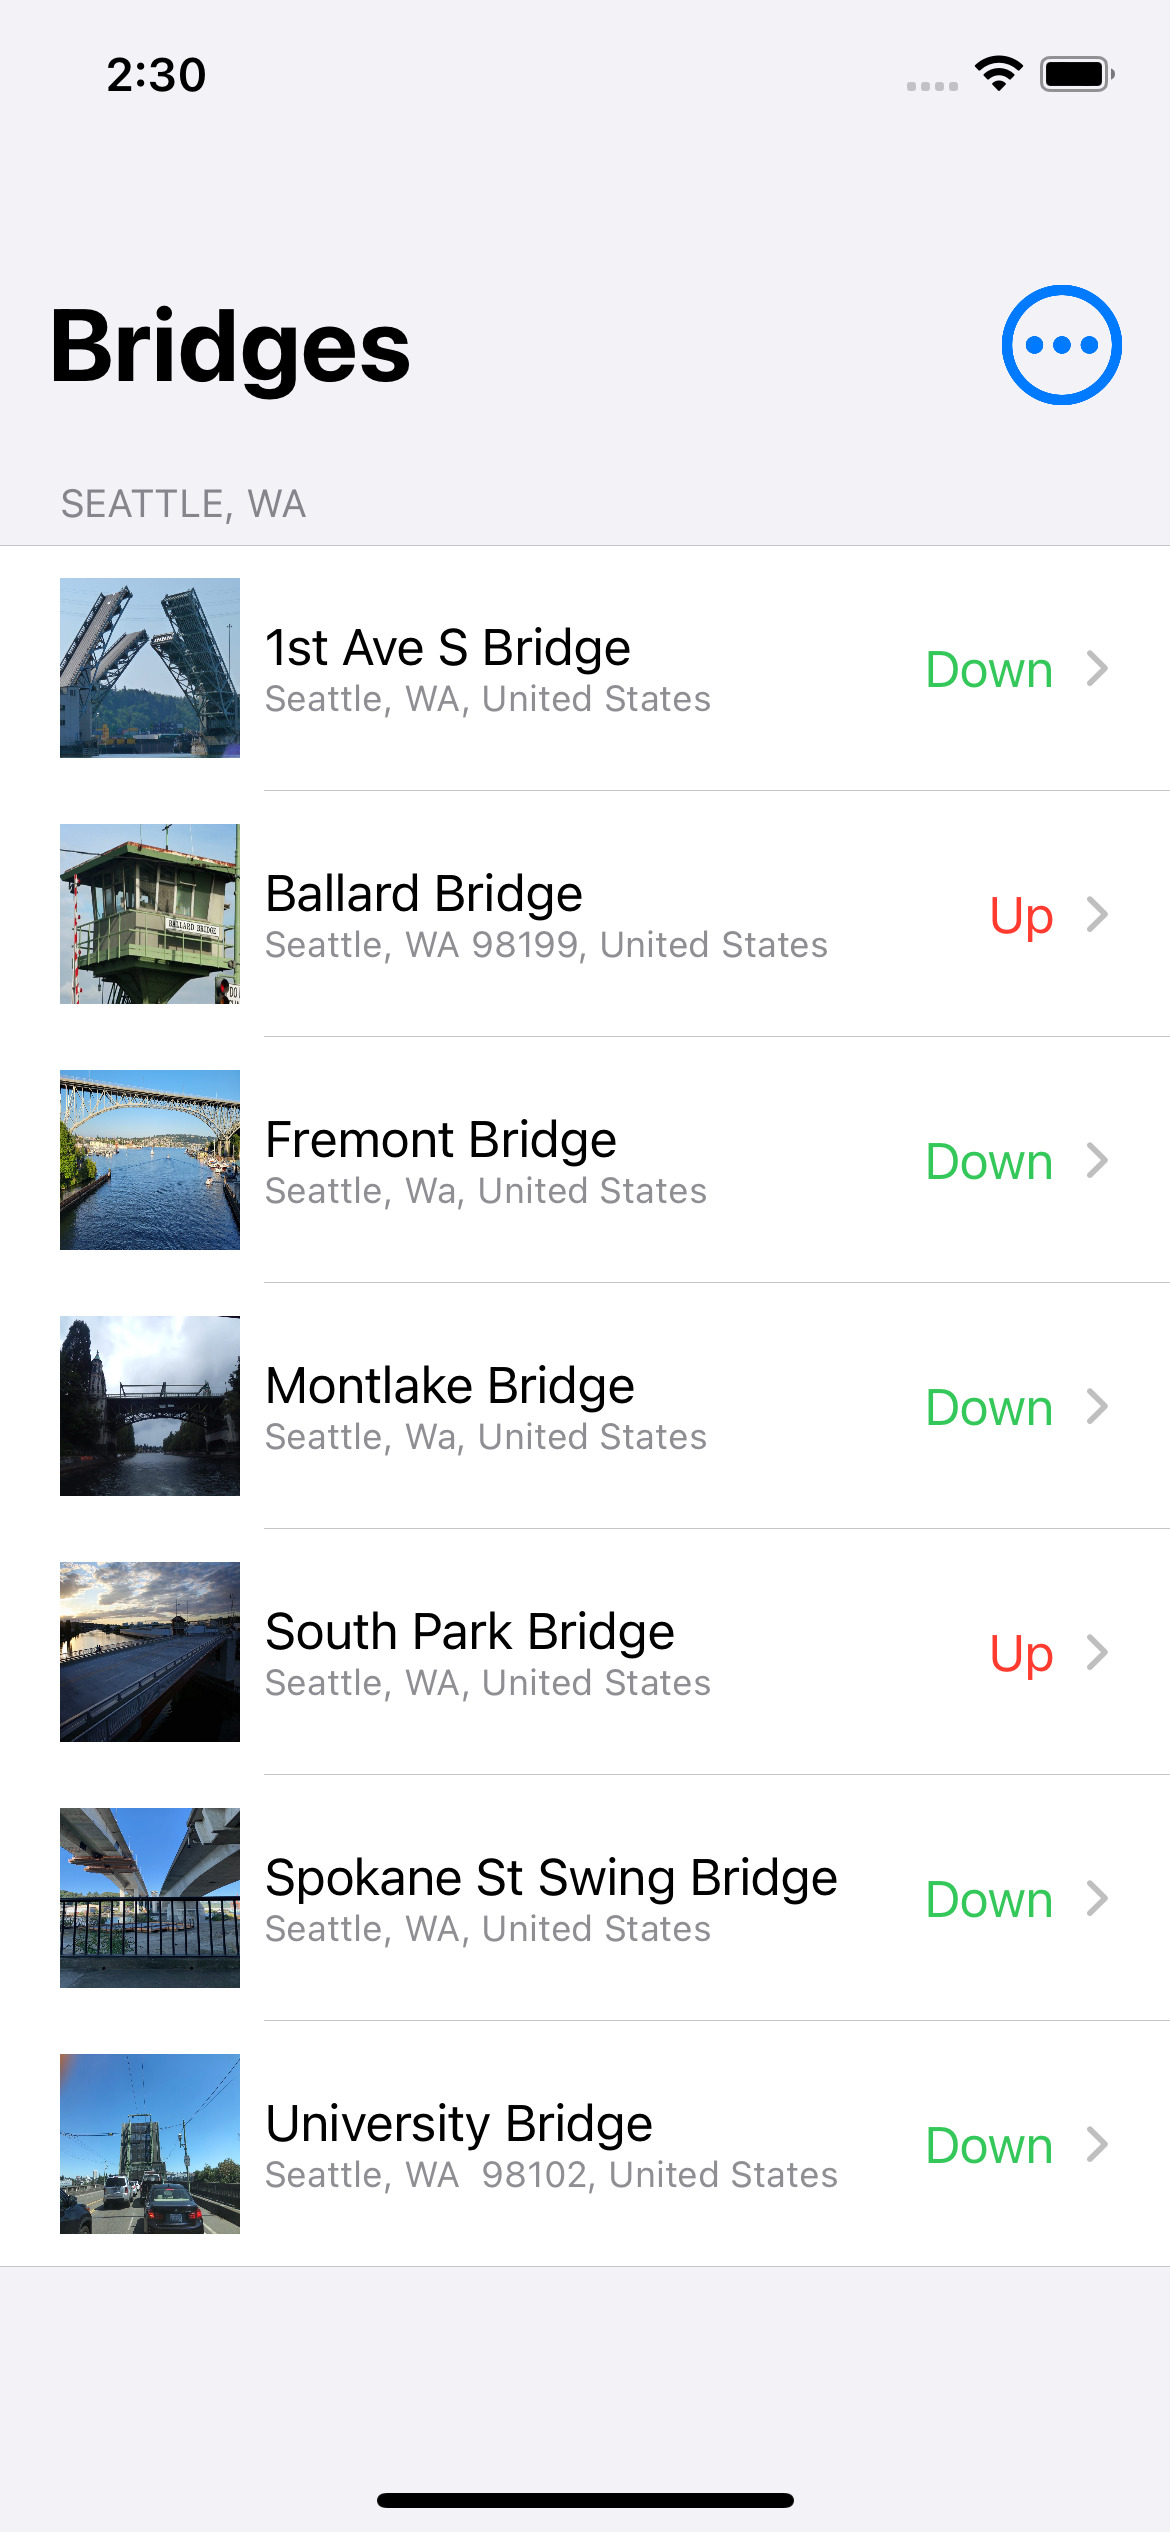 2:30
Bridges
SEATTLE, WA
1st Ave S Bridge
Seattle, WA, United States
Down
BALLARD BRIDGE
Ballard Bridge
Seattle, WA 98199, United States
Up
Fremont Bridge
Seattle, Wa, United States
Down
Montlake Bridge
Seattle, Wa, United States
Down
South Park Bridge
Seattle, WA, United States
Up
Spokane St Swing Bridge
Seattle, WA, United States
Down
University Bridge
Seattle, WA  98102, United States
Down